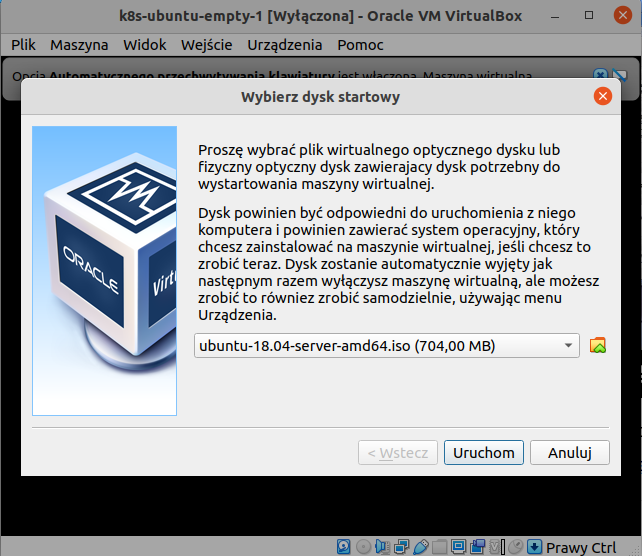 k8s-ubuntu-empty-1 [Wyłączona] - Oracle VM VirtualBox
Plik Maszyna Widok Wejście Urządzenia Pomoc
Opcja Automatycznego przechwytywania klawiatury jest włączona. Maszyna wirtualna
Wybierz dysk startowy
Proszę wybrać plik wirtualnego optycznego dysku lub
fizyczny optyczny dysk zawierajacy dysk potrzebny do
wystartowania maszyny wirtualnej.
Dysk powinien być odpowiedni do uruchomienia z niego
komputera i powinien zawierać system operacyjny, który
chcesz zainstalować na maszynie wirtualnej, jeśli chcesz to
zrobić teraz. Dysk zostanie automatycznie wyjęty jak
następnym razem wyłączysz maszynę wirtualną, ale możesz
zrobić to również zrobić samodzielnie, używając menu
Urządzenia.
ORACLE
Virt
ubuntu-18.04-server-amd64.iso (704,00 MB)
< Wstecz Uruchom Anuluj
Prawy Ctrl